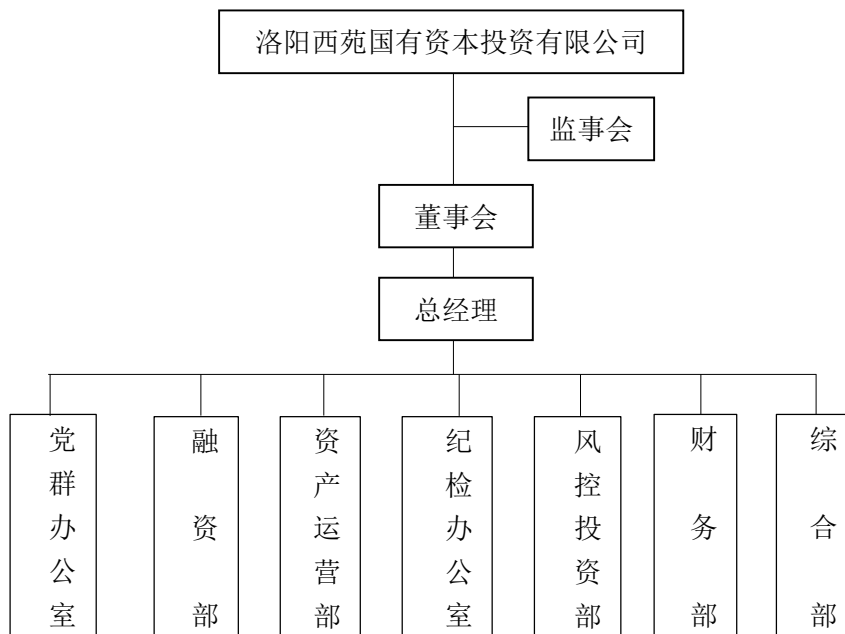 洛阳西苑国有资本投资有限公司
监事会
董事会
总经理
党群办公室
融资部
资产运营部
纪检办公室
风控投资部
财务部
综合部